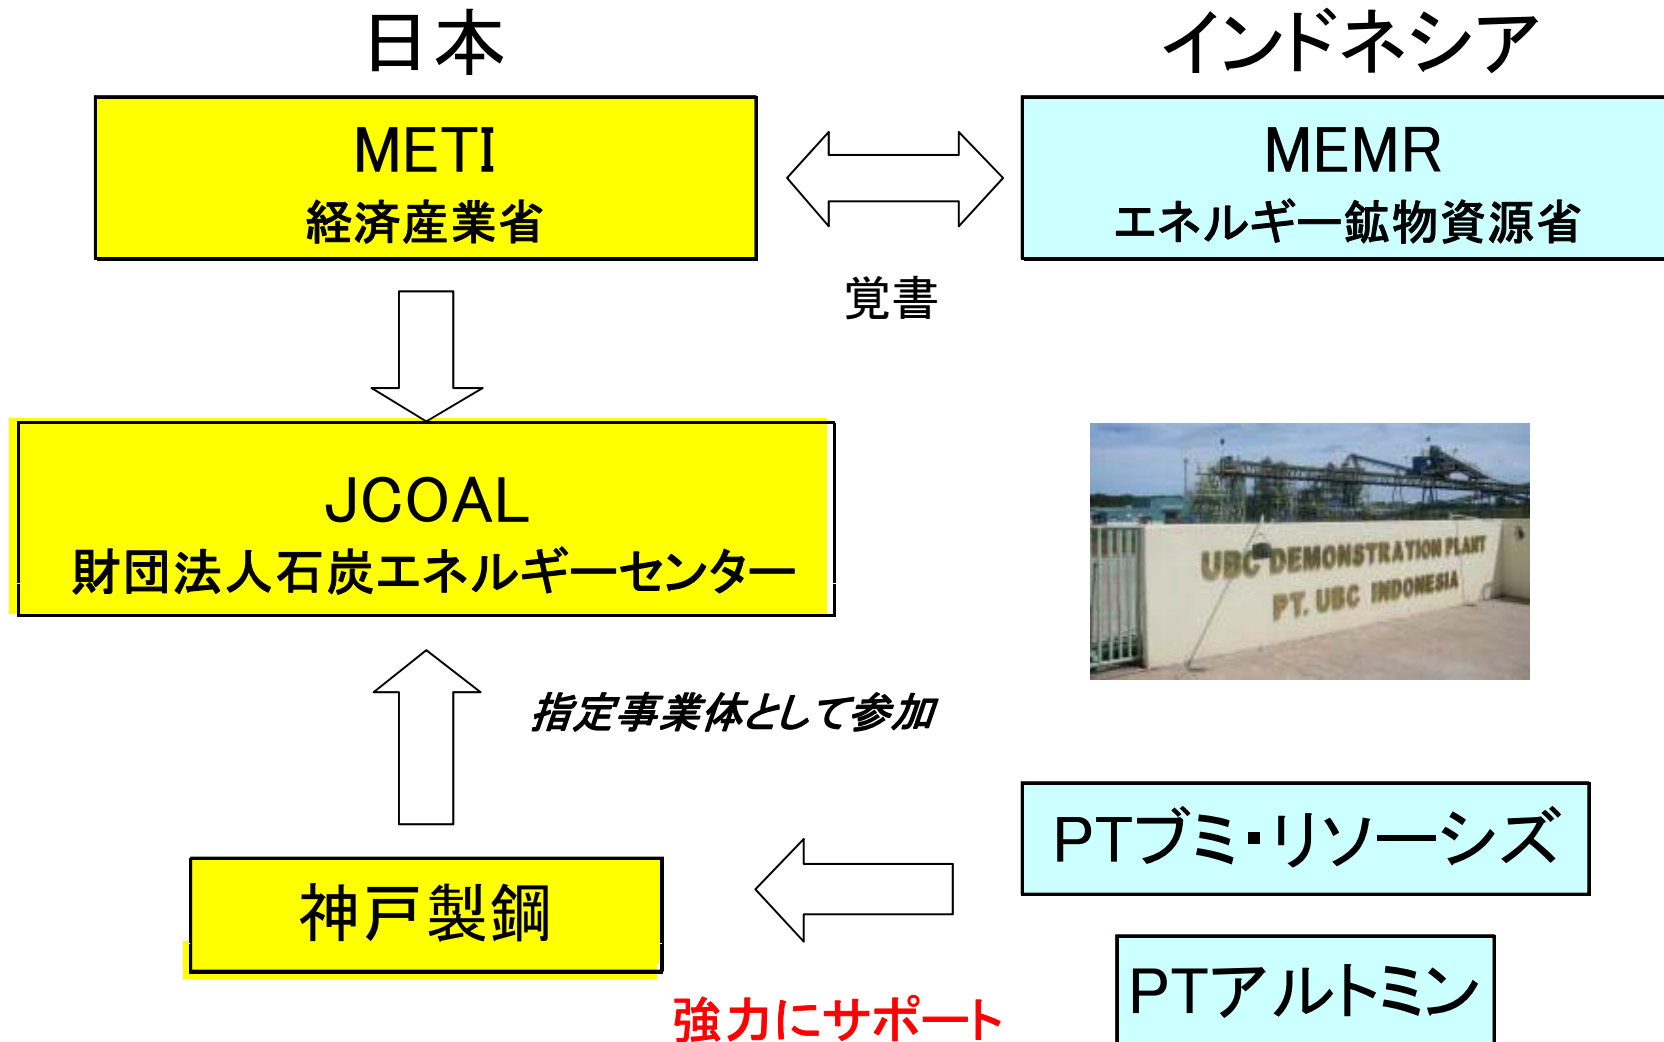 日本
インドネシア
METI
経済産業省
MEMR
エネルギー鉱物資源省
覚書
JCOAL
財団法人石炭エネルギーセンター
UBC DEMONSTRATION PLANT
PT. UBC INDONESIA
指定事業体として参加
PTブミ・リソーシズ
神戸製鋼
PTアルトミン
強力にサポート